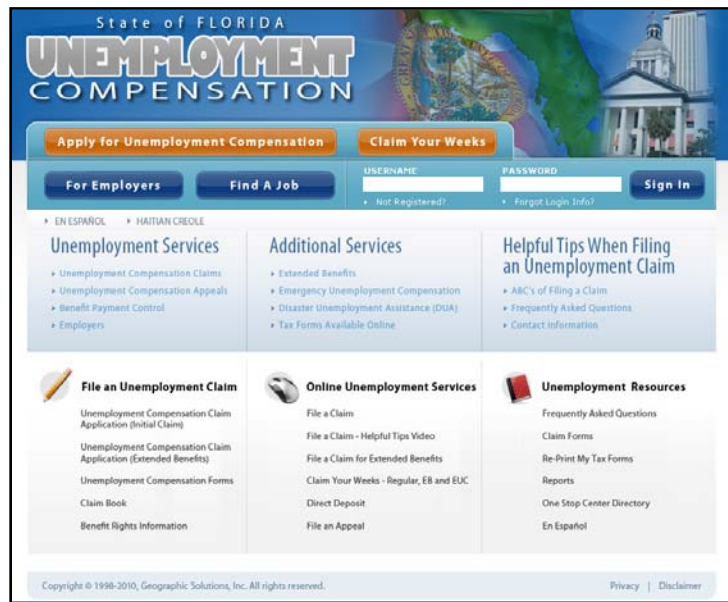 State of FLORIDA
UNEMPLOYMENT
COMPENSATION
Apply for Unemployment Compensation
Claim Your Weeks
For Employers
Find A Job
USERNAME
PASSWORD
Sign In
Not Registered?
Forgot Login Info?
EN ESPAÑOL
HAITIAN CREOLE
Unemployment Services
Unemployment Compensation Claims
Unemployment Compensation Appeals
Benefit Payment Control
Employers
Additional Services
Extended Benefits
Emergency Unemployment Compensation
Disaster Unemployment Assistance (DUA)
Tax Forms Available Online
Helpful Tips When Filing
an Unemployment Claim
ABC's of Filing a Claim
Frequently Asked Questions
Contact Information
File an Unemployment Claim
Unemployment Compensation Claim
Application (Initial Claim)
Unemployment Compensation Claim
Application (Extended Benefits)
Unemployment Compensation Forms
Claim Book
Benefit Rights Information
Online Unemployment Services
File a Claim
File a Claim - Helpful Tips Video
File a Claim for Extended Benefits
Claim Your Weeks - Regular, EB and EUC
Direct Deposit
File an Appeal
Unemployment Resources
Frequently Asked Questions
Claim Forms
Re-Print My Tax Forms
Reports
One Stop Center Directory
En Español
Copyright © 1998-2010, Geographic Solutions, Inc. All rights reserved.
Privacy | Disclaimer